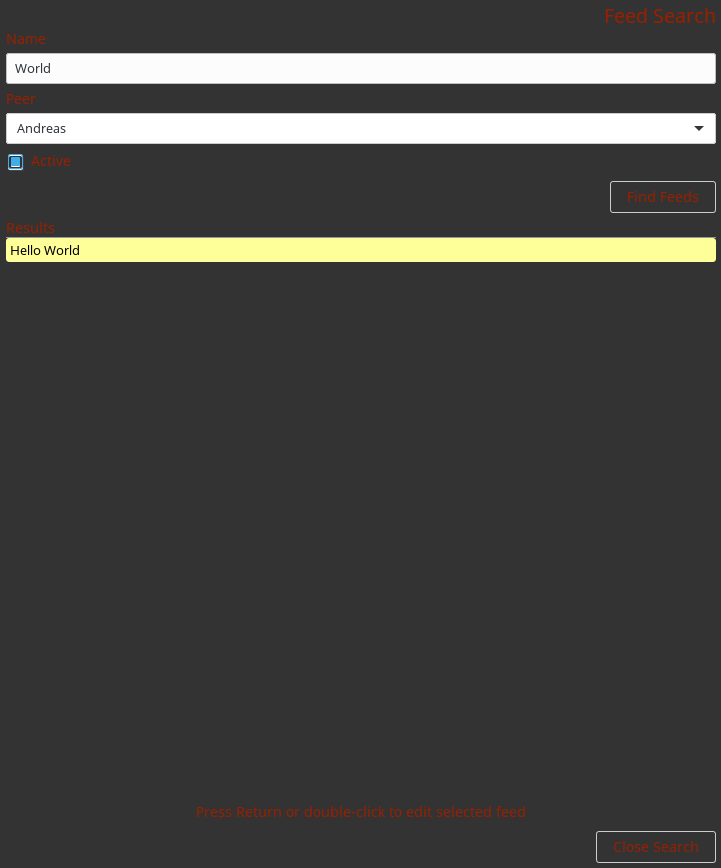 Feed Search
Name
World
Peer
Andreas
Active
Find Feeds
Results
Hello World
Press Return or double-click to edit selected feed
Close Search